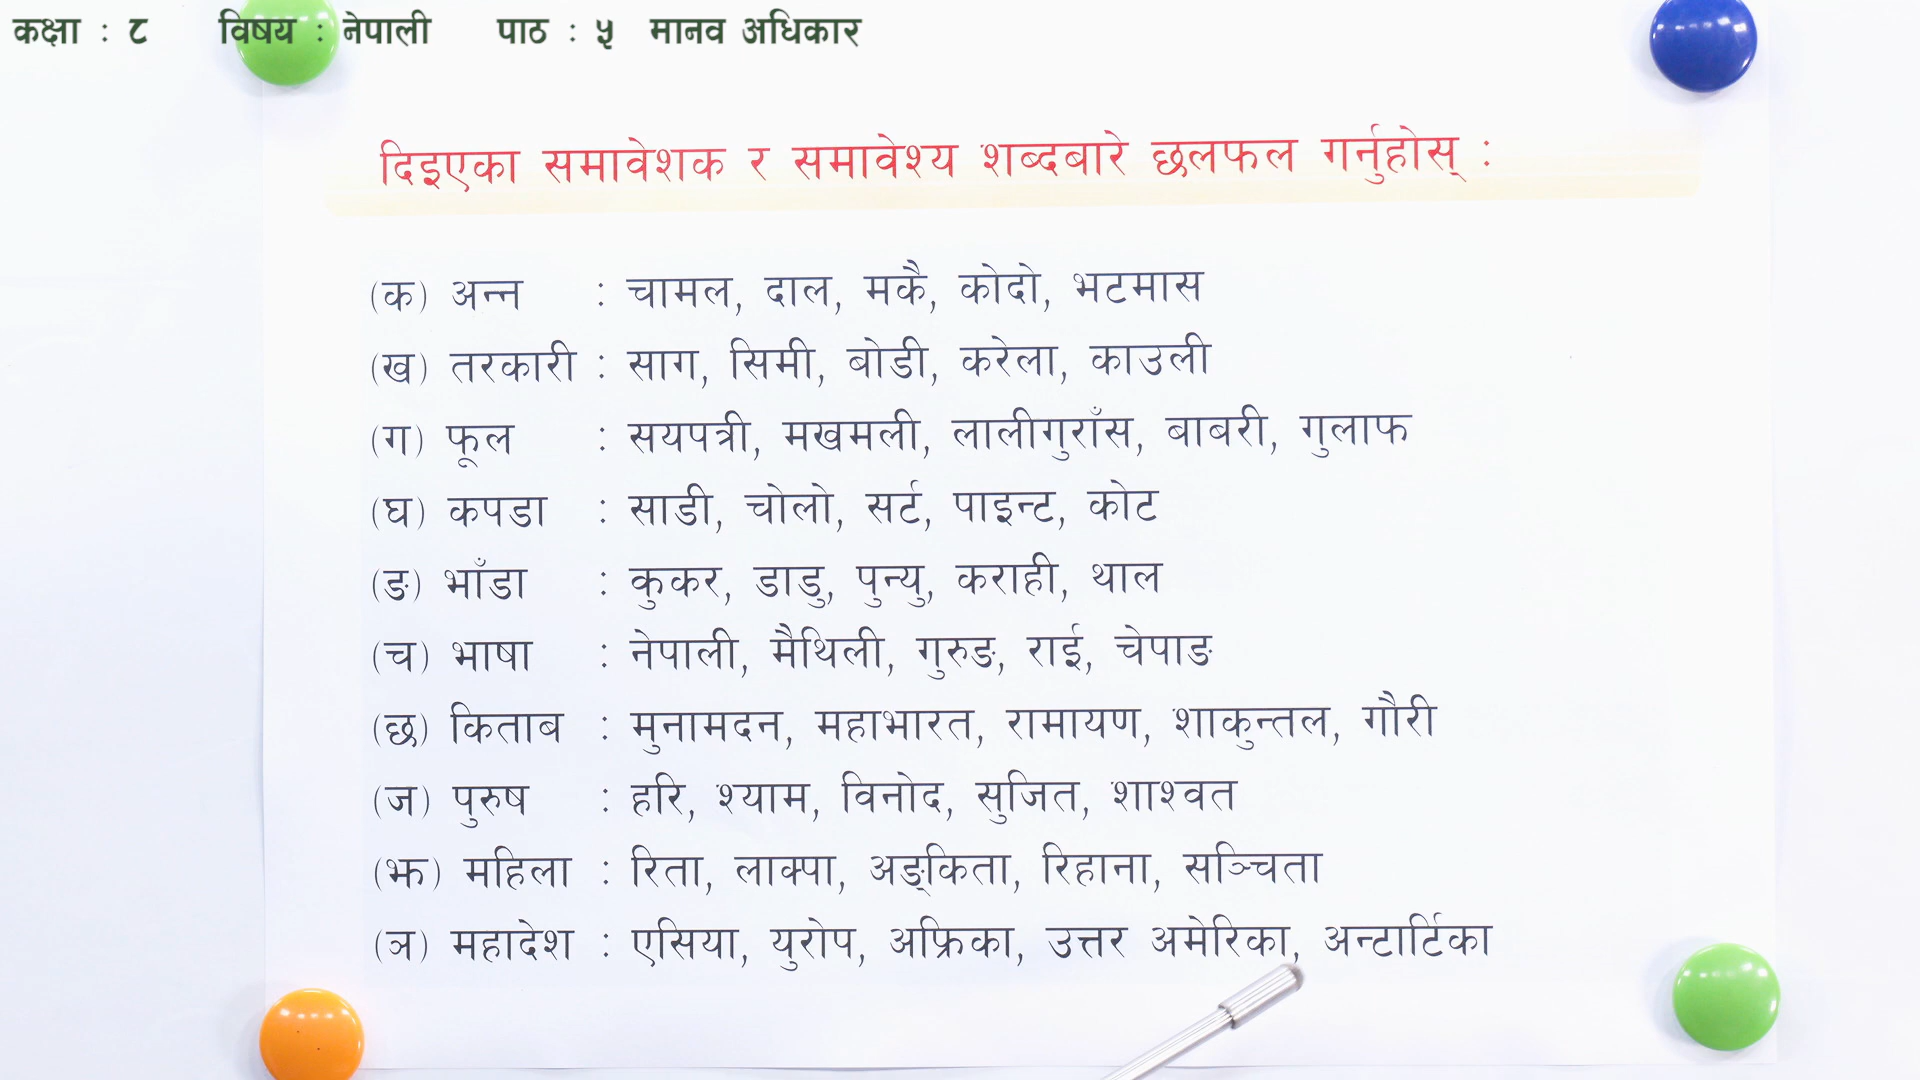 कक्षा : ८ विषय : नेपाली पाठ : ५ मानव अधिकार
दिइएका समावेशक र समावेश्य शब्दबारे छलफल गर्नुहोस् :
(क) अन्न : चामल, दाल, मकै, कोदो, भटमास
(ख) तरकारी : साग, सिमी, बोडी, करेला, काउली
(ग) फूल : सयपत्री, मखमली, लालीगुराँस, बाबरी, गुलाफ
(घ) कपडा : साडी, चोलो, सर्ट, पाइन्ट, कोट
(ङ) भाँडा : कुकर, डाडु, पुन्यु, कराही, थाल
(च) भाषा : नेपाली, मैथिली, गुरुङ, राई, चेपाङ
(छ) किताब : मुनामदन, महाभारत, रामायण, शाकुन्तल, गौरी
(ज) पुरुष : हरि, श्याम, विनोद, सुजित, शाश्वत
(झ) महिला : रिता, लाक्पा, अङ्किता, रिहाना, सञ्चिता
(ञ) महादेश : एसिया, युरोप, अफ्रिका, उत्तर अमेरिका, अन्टार्टिका